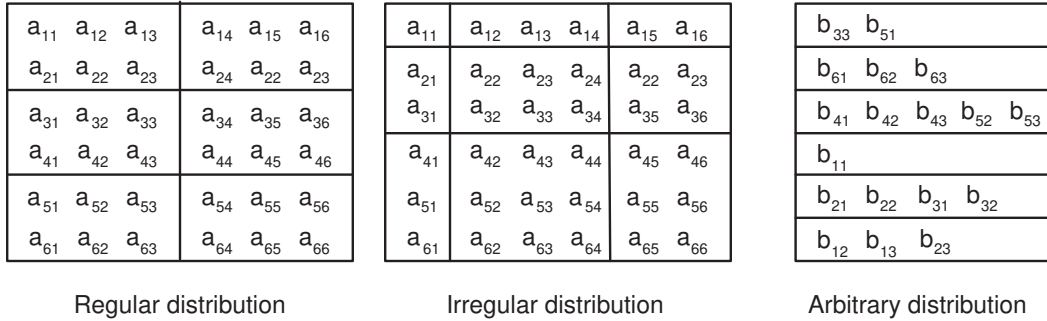 a11 a12 a13 a14 a15 a16
a21 a22 a23 a24 a22 a23
a31 a32 a33 a34 a35 a36
a41 a42 a43 a44 a45 a46
a51 a52 a53 a54 a55 a56
a61 a62 a63 a64 a65 a66
Regular distribution
a11 a12 a13 a14 a15 a16
a21 a22 a23 a24 a22 a23
a31 a32 a33 a34 a35 a36
a41 a42 a43 a44 a45 a46
a51 a52 a53 a54 a55 a56
a61 a62 a63 a64 a65 a66
Irregular distribution
b33 b51
b61 b62 b63
b41 b42 b43 b52 b53
b11
b21 b22 b31 b32
b12 b13 b23
Arbitrary distribution